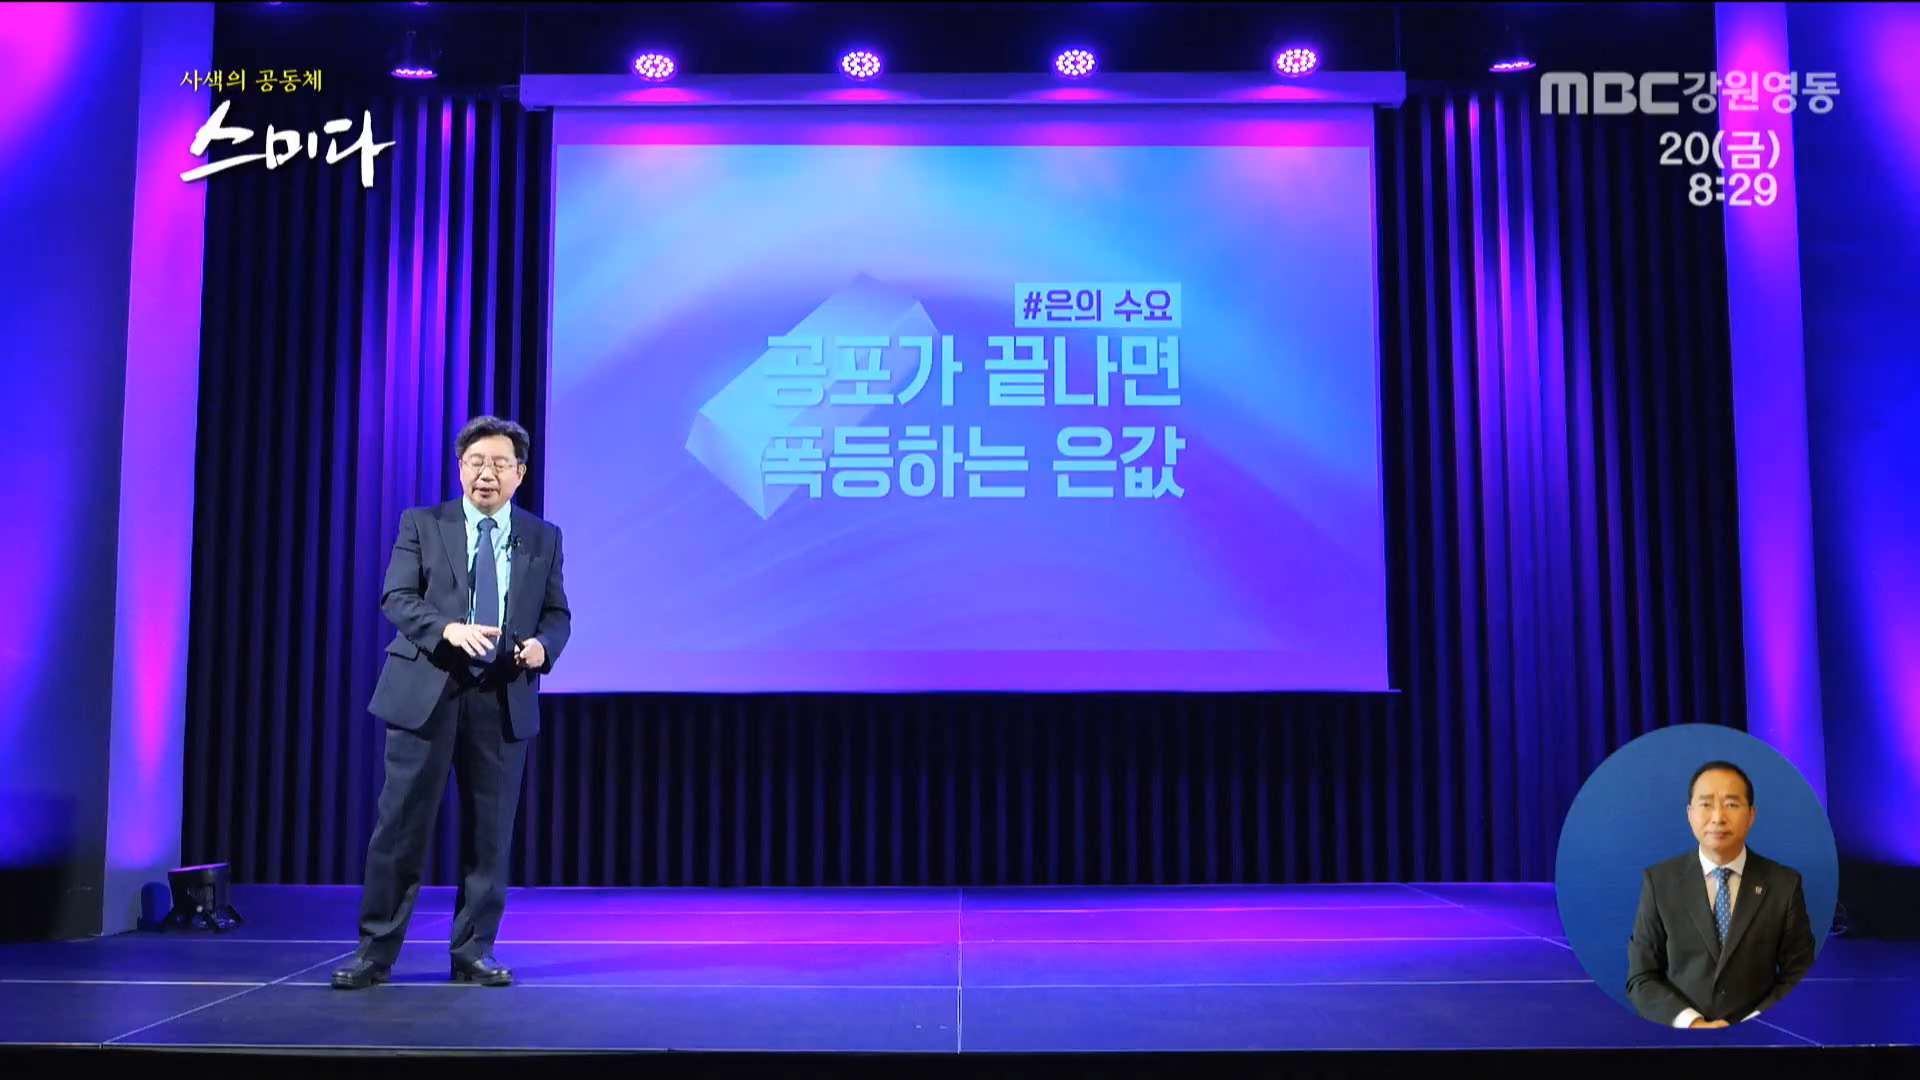 사색의 공동체
스미다
MBC강원영동
20(금)
8:29
#은의 수요
공포가 끝나면
폭등하는 은값